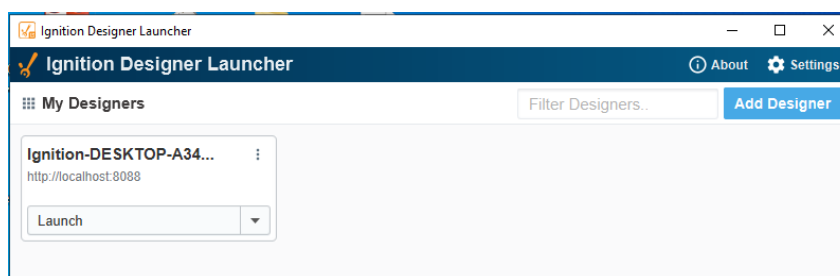 Ignition Designer Launcher
Ignition Designer Launcher
About
Settings
My Designers
Filter Designers..
Add Designer
Ignition-DESKTOP-A34...
http://localhost:8088
Launch